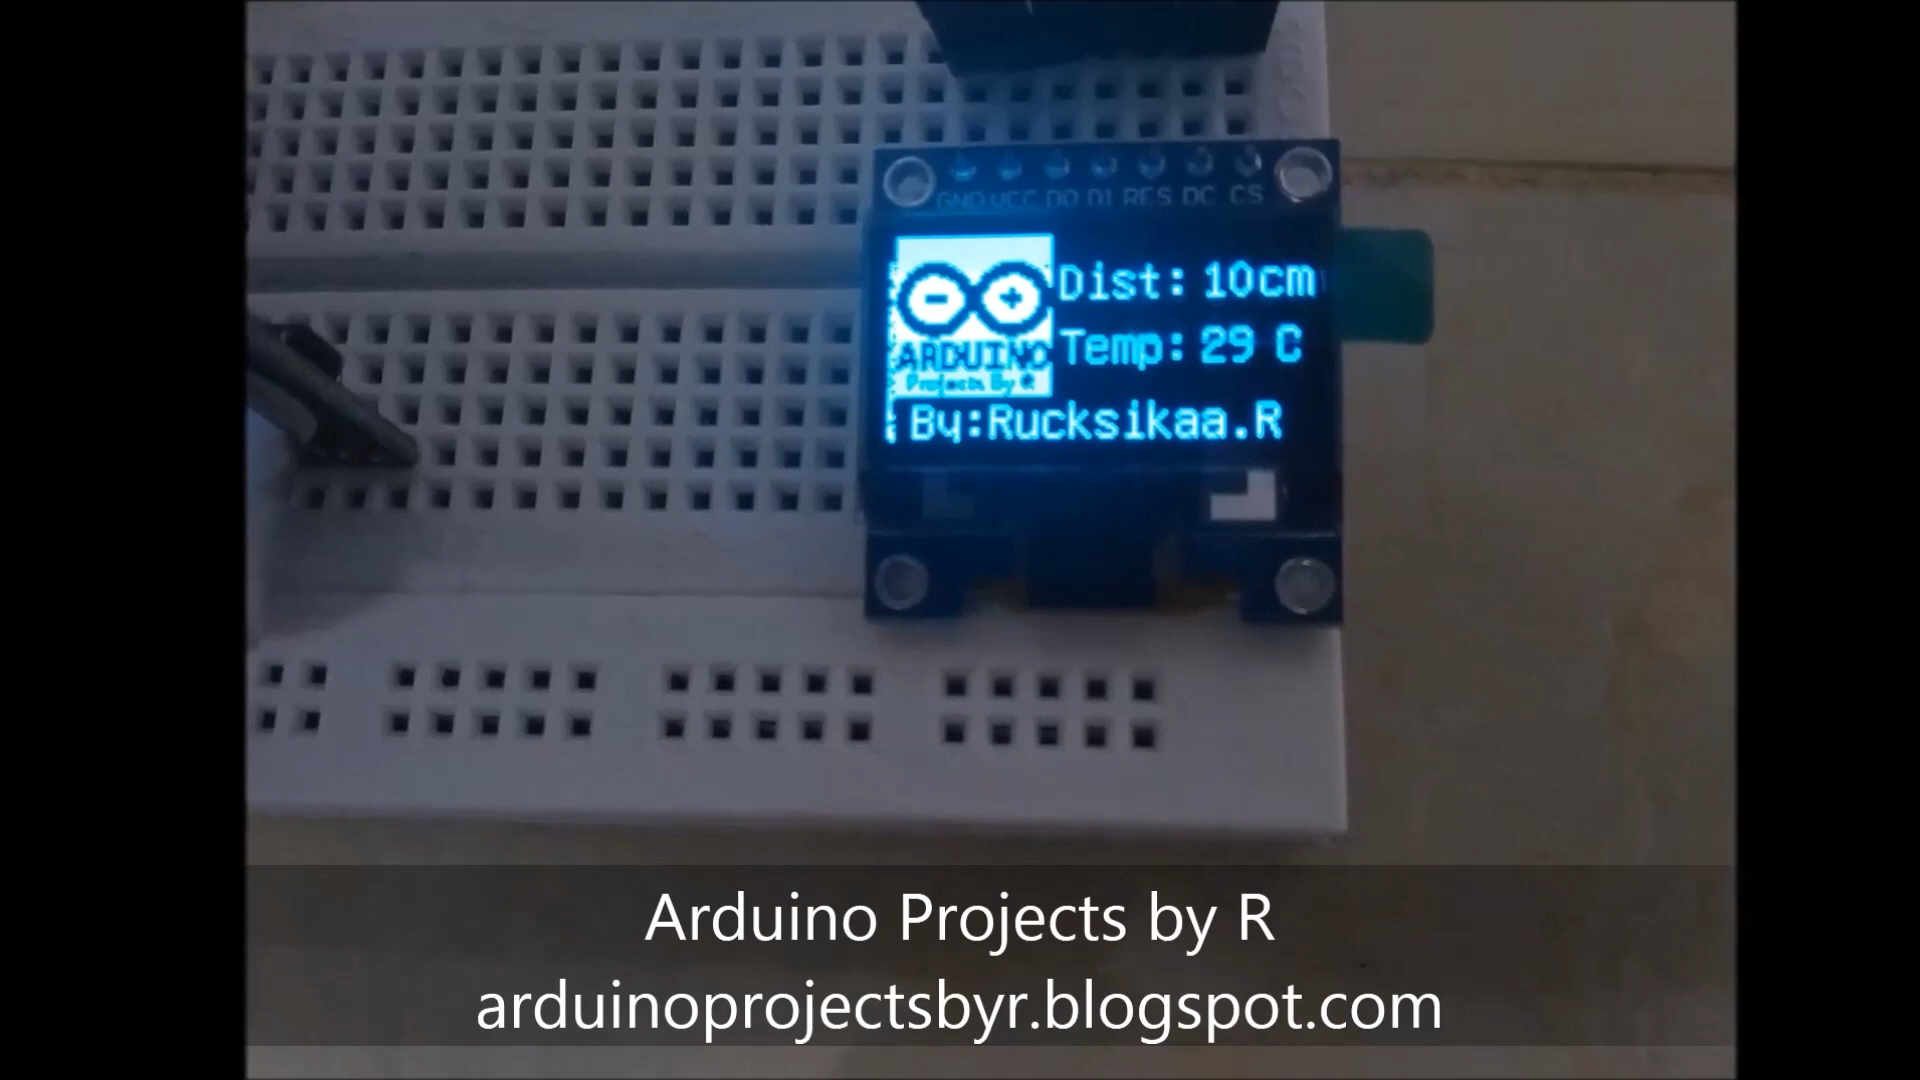 GND VCC D0 D1 RES DC CS
Dist: 10cm
Temp: 29 C
ARDUINO
Projects By R
By:Rucksikaa.R
Arduino Projects by R
arduinoprojectsbyr.blogspot.com